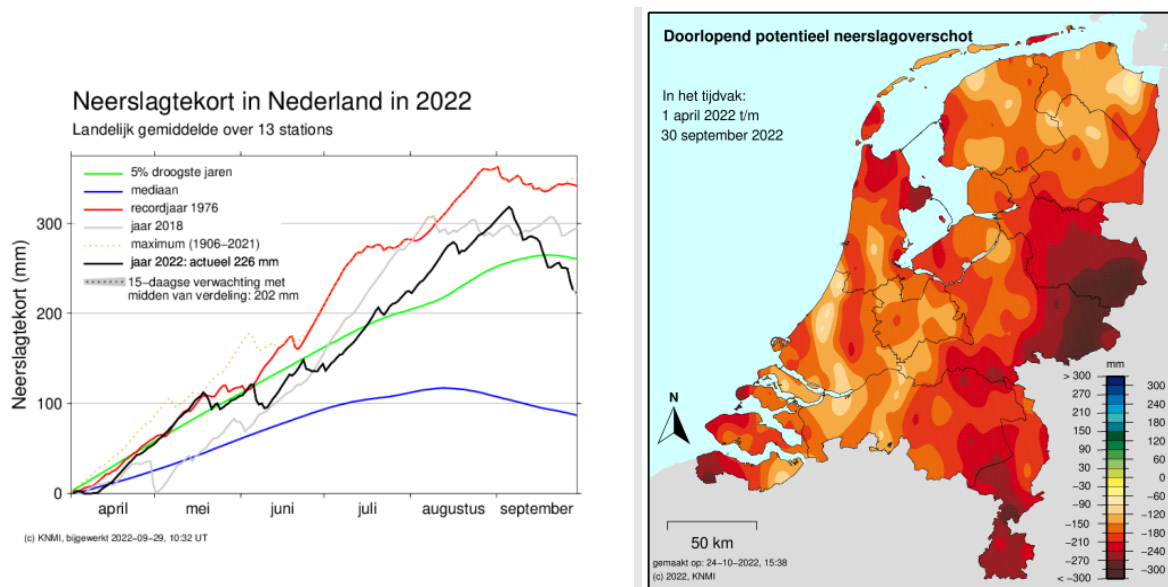 Neerslagtekort in Nederland in 2022
Landelijk gemiddelde over 13 stations
5% droogste jaren
mediaan
recordjaar 1976
jaar 2018
maximum (1906−2021)
jaar 2022: actueel 226 mm
15−daagse verwachting met
midden van verdeling: 202 mm
Neerslagtekort (mm)
300
200
100
0
april mei juni juli augustus september
(c) KNMI, bijgewerkt 2022−09−29, 10:32 UT
Doorlopend potentieel neerslagoverschot
In het tijdvak:
1 april 2022 t/m
30 september 2022
N
50 km
gemaakt op: 24−10−2022, 15:38
(c) 2022, KNMI
mm
> 300
270
210
150
90
30
−30
−90
−150
−210
−270
< −300
300
240
180
120
60
0
−60
−120
−180
−240
−300